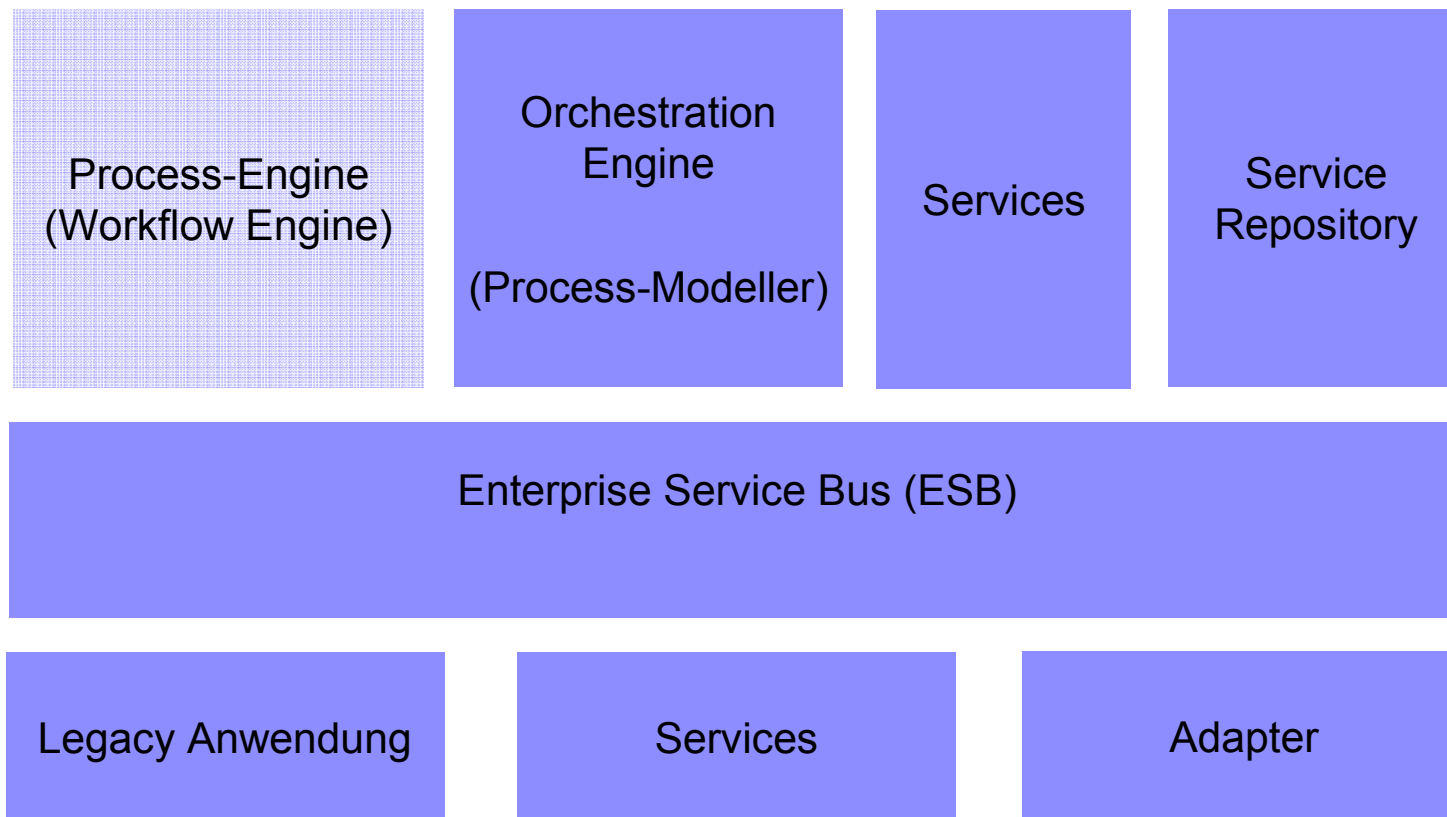 Process-Engine
(Workflow Engine)
Orchestration
Engine
(Process-Modeller)
Services
Service
Repository
Enterprise Service Bus (ESB)
Legacy Anwendung
Services
Adapter